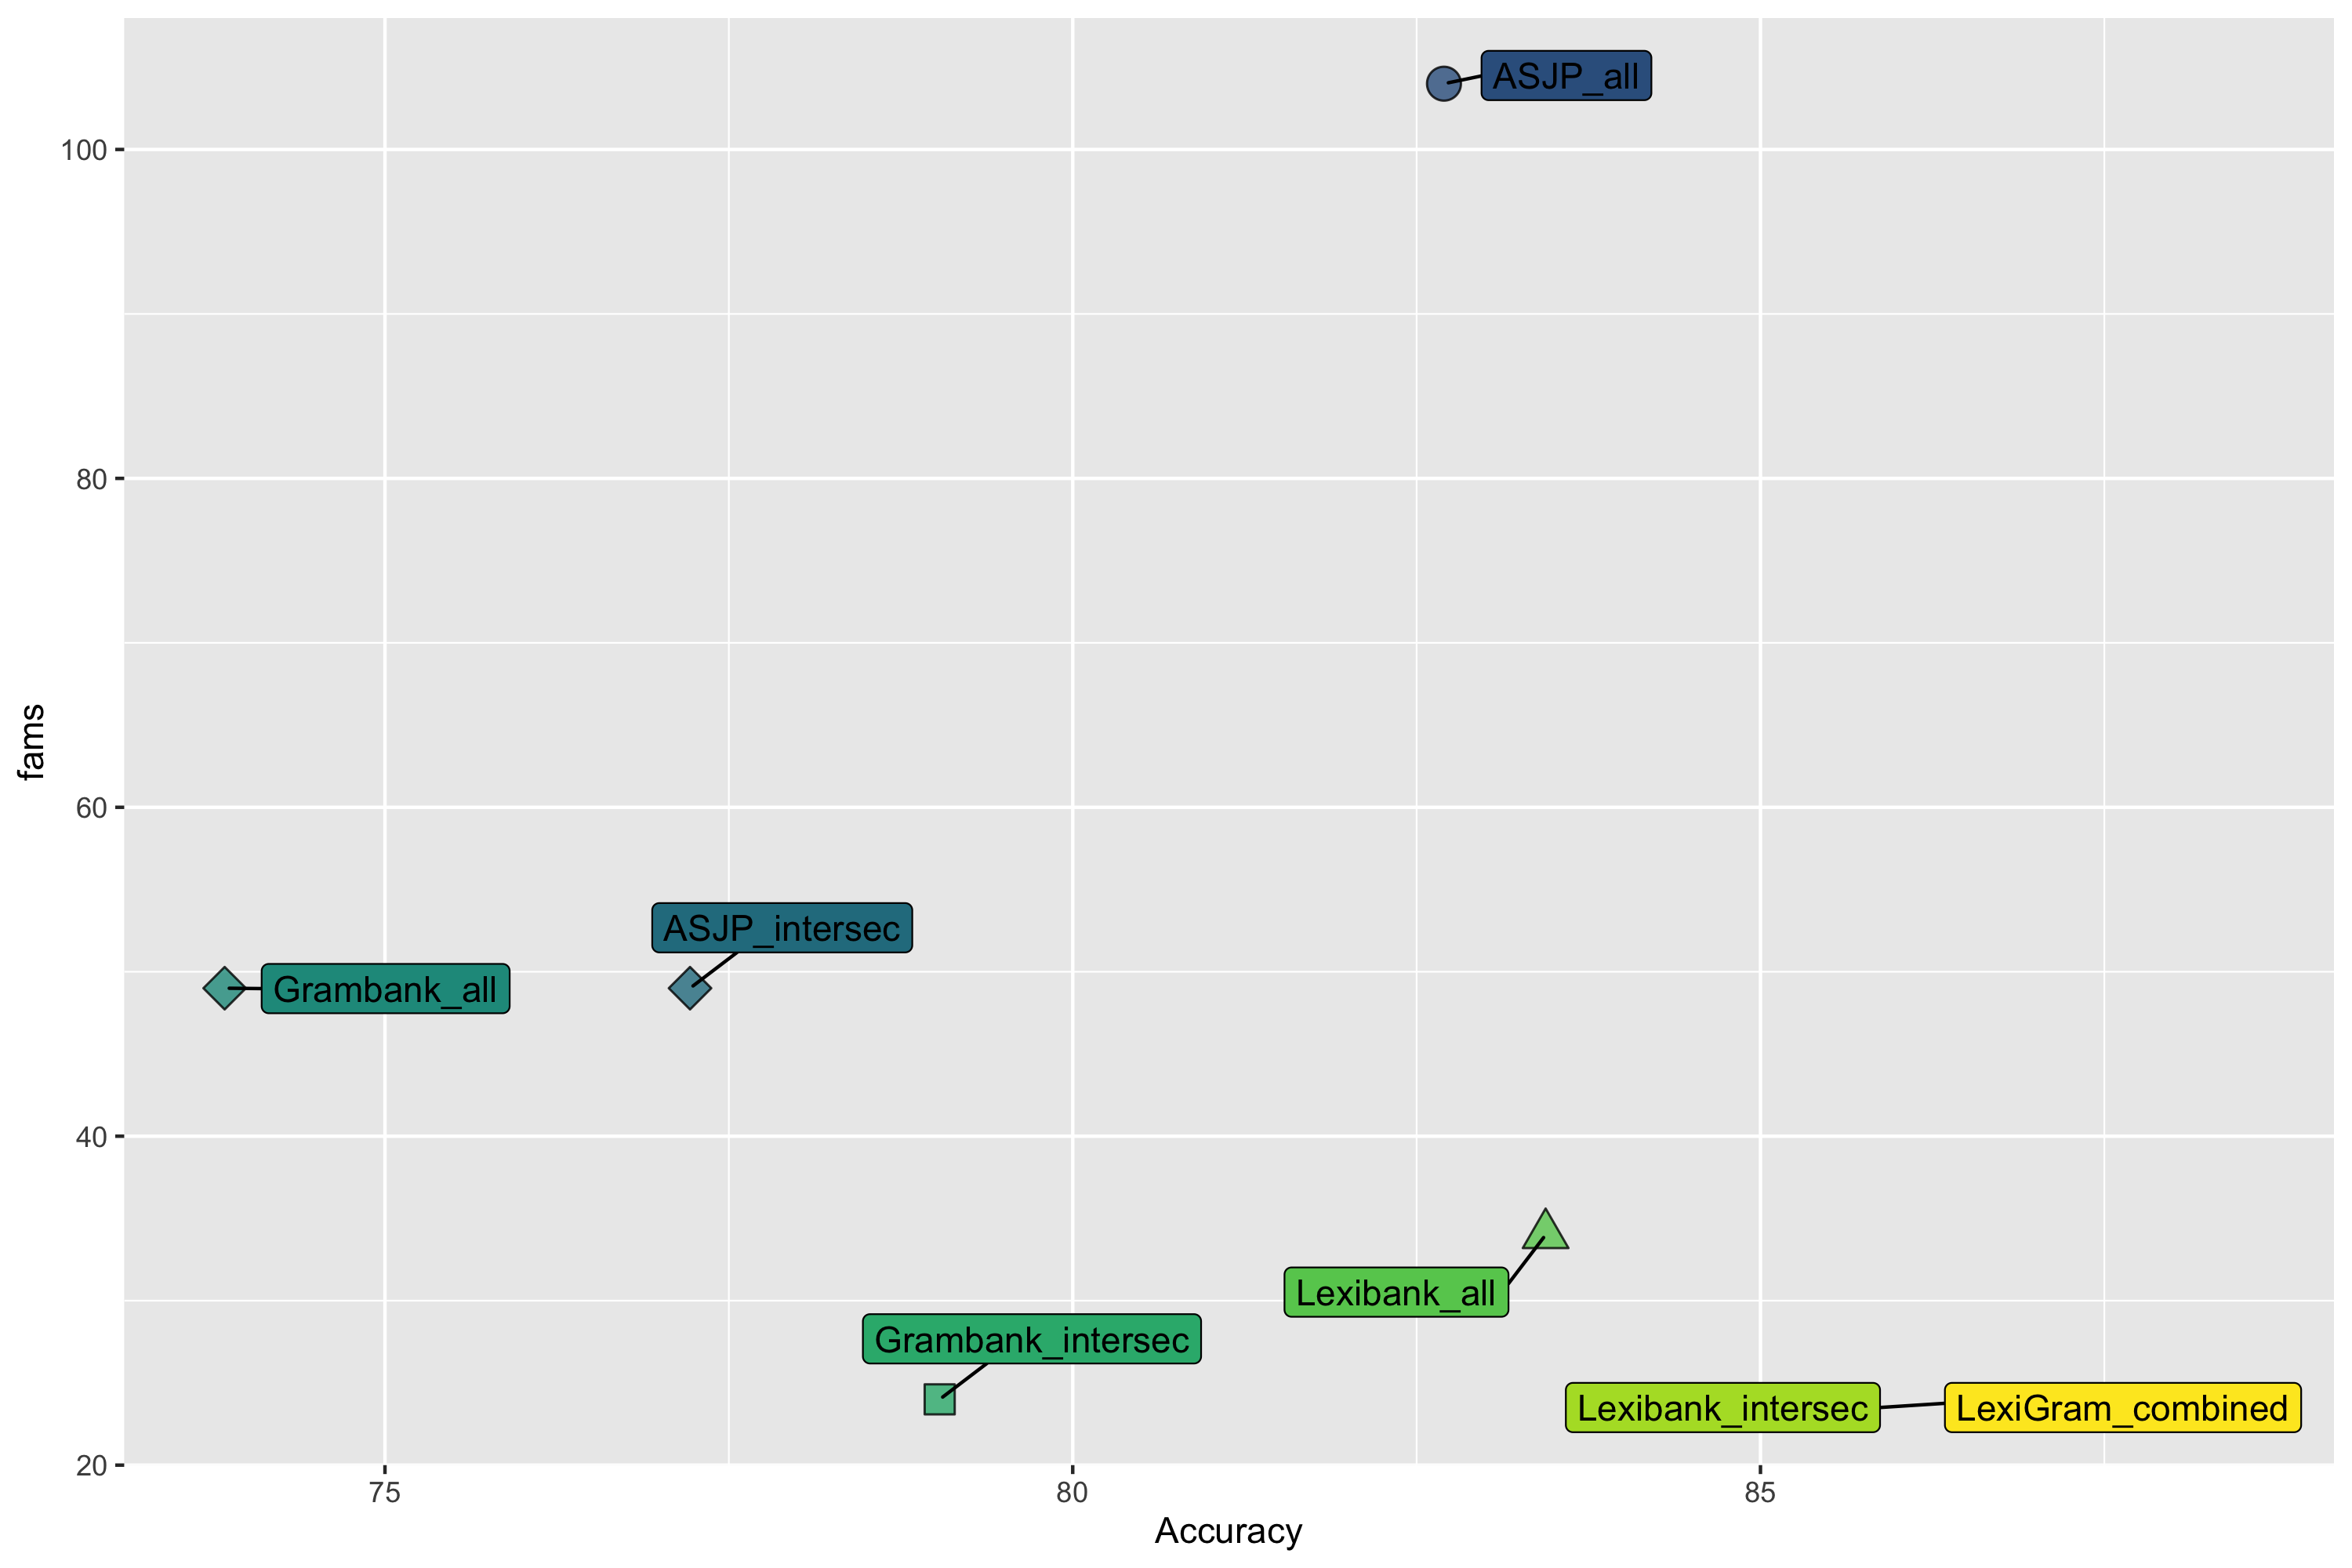 ASJP_all
100
80
fams
60
ASJP_intersec
Grambank_all
40
Lexibank_all
Grambank_intersec
Lexibank_intersec
LexiGram_combined
20
75
80
85
Accuracy